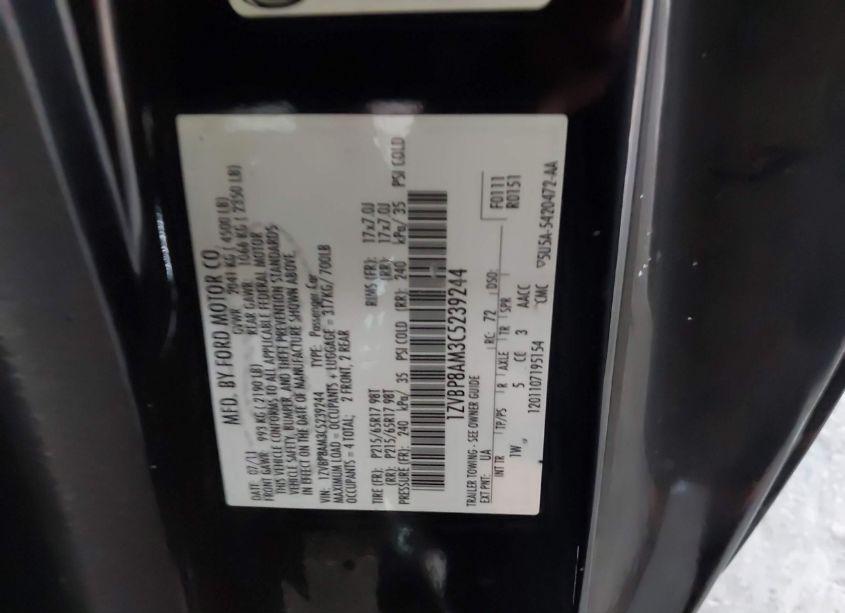 MFD. BY FORD MOTOR CO
DATE: 07/11 GVWR: 2041 KG ( 4500 LB)
FRONT GAWR: 993 KG ( 2190 LB) REAR GAWR: 1066 KG ( 2350 LB)
THIS VEHICLE CONFORMS TO ALL APPLICABLE FEDERAL MOTOR
VEHICLE SAFETY, BUMPER, AND THEFT PREVENTION STANDARDS
IN EFFECT ON THE DATE OF MANUFACTURE SHOWN ABOVE.
VIN: 1ZVBP8AM3C5239244 TYPE: Passenger Car
MAXIMUM LOAD = OCCUPANTS + LUGGAGE = 317KG/ 700LB
OCCUPANTS = 4 TOTAL; 2 FRONT, 2 REAR
TIRE (FR): P215/65R17 98T RIMS (FR): 17x7.0J
(RR): P215/65R17 98T (RR): 17x7.0J
PRESSURE (FR): 240 kPa/ 35 PSI COLD (RR): 240 kPa/ 35 PSI COLD
1ZVBP8AM3C5239244
TRAILER TOWING - SEE OWNER GUIDE
F0111
R0151
EXT PNT: UA RC: 72 DSO:
INT TR TP/PS R AXLE TR SPR
1W 5 CE 3 AACC
1201107195154 CMC ▽5U5A-5420472-AA